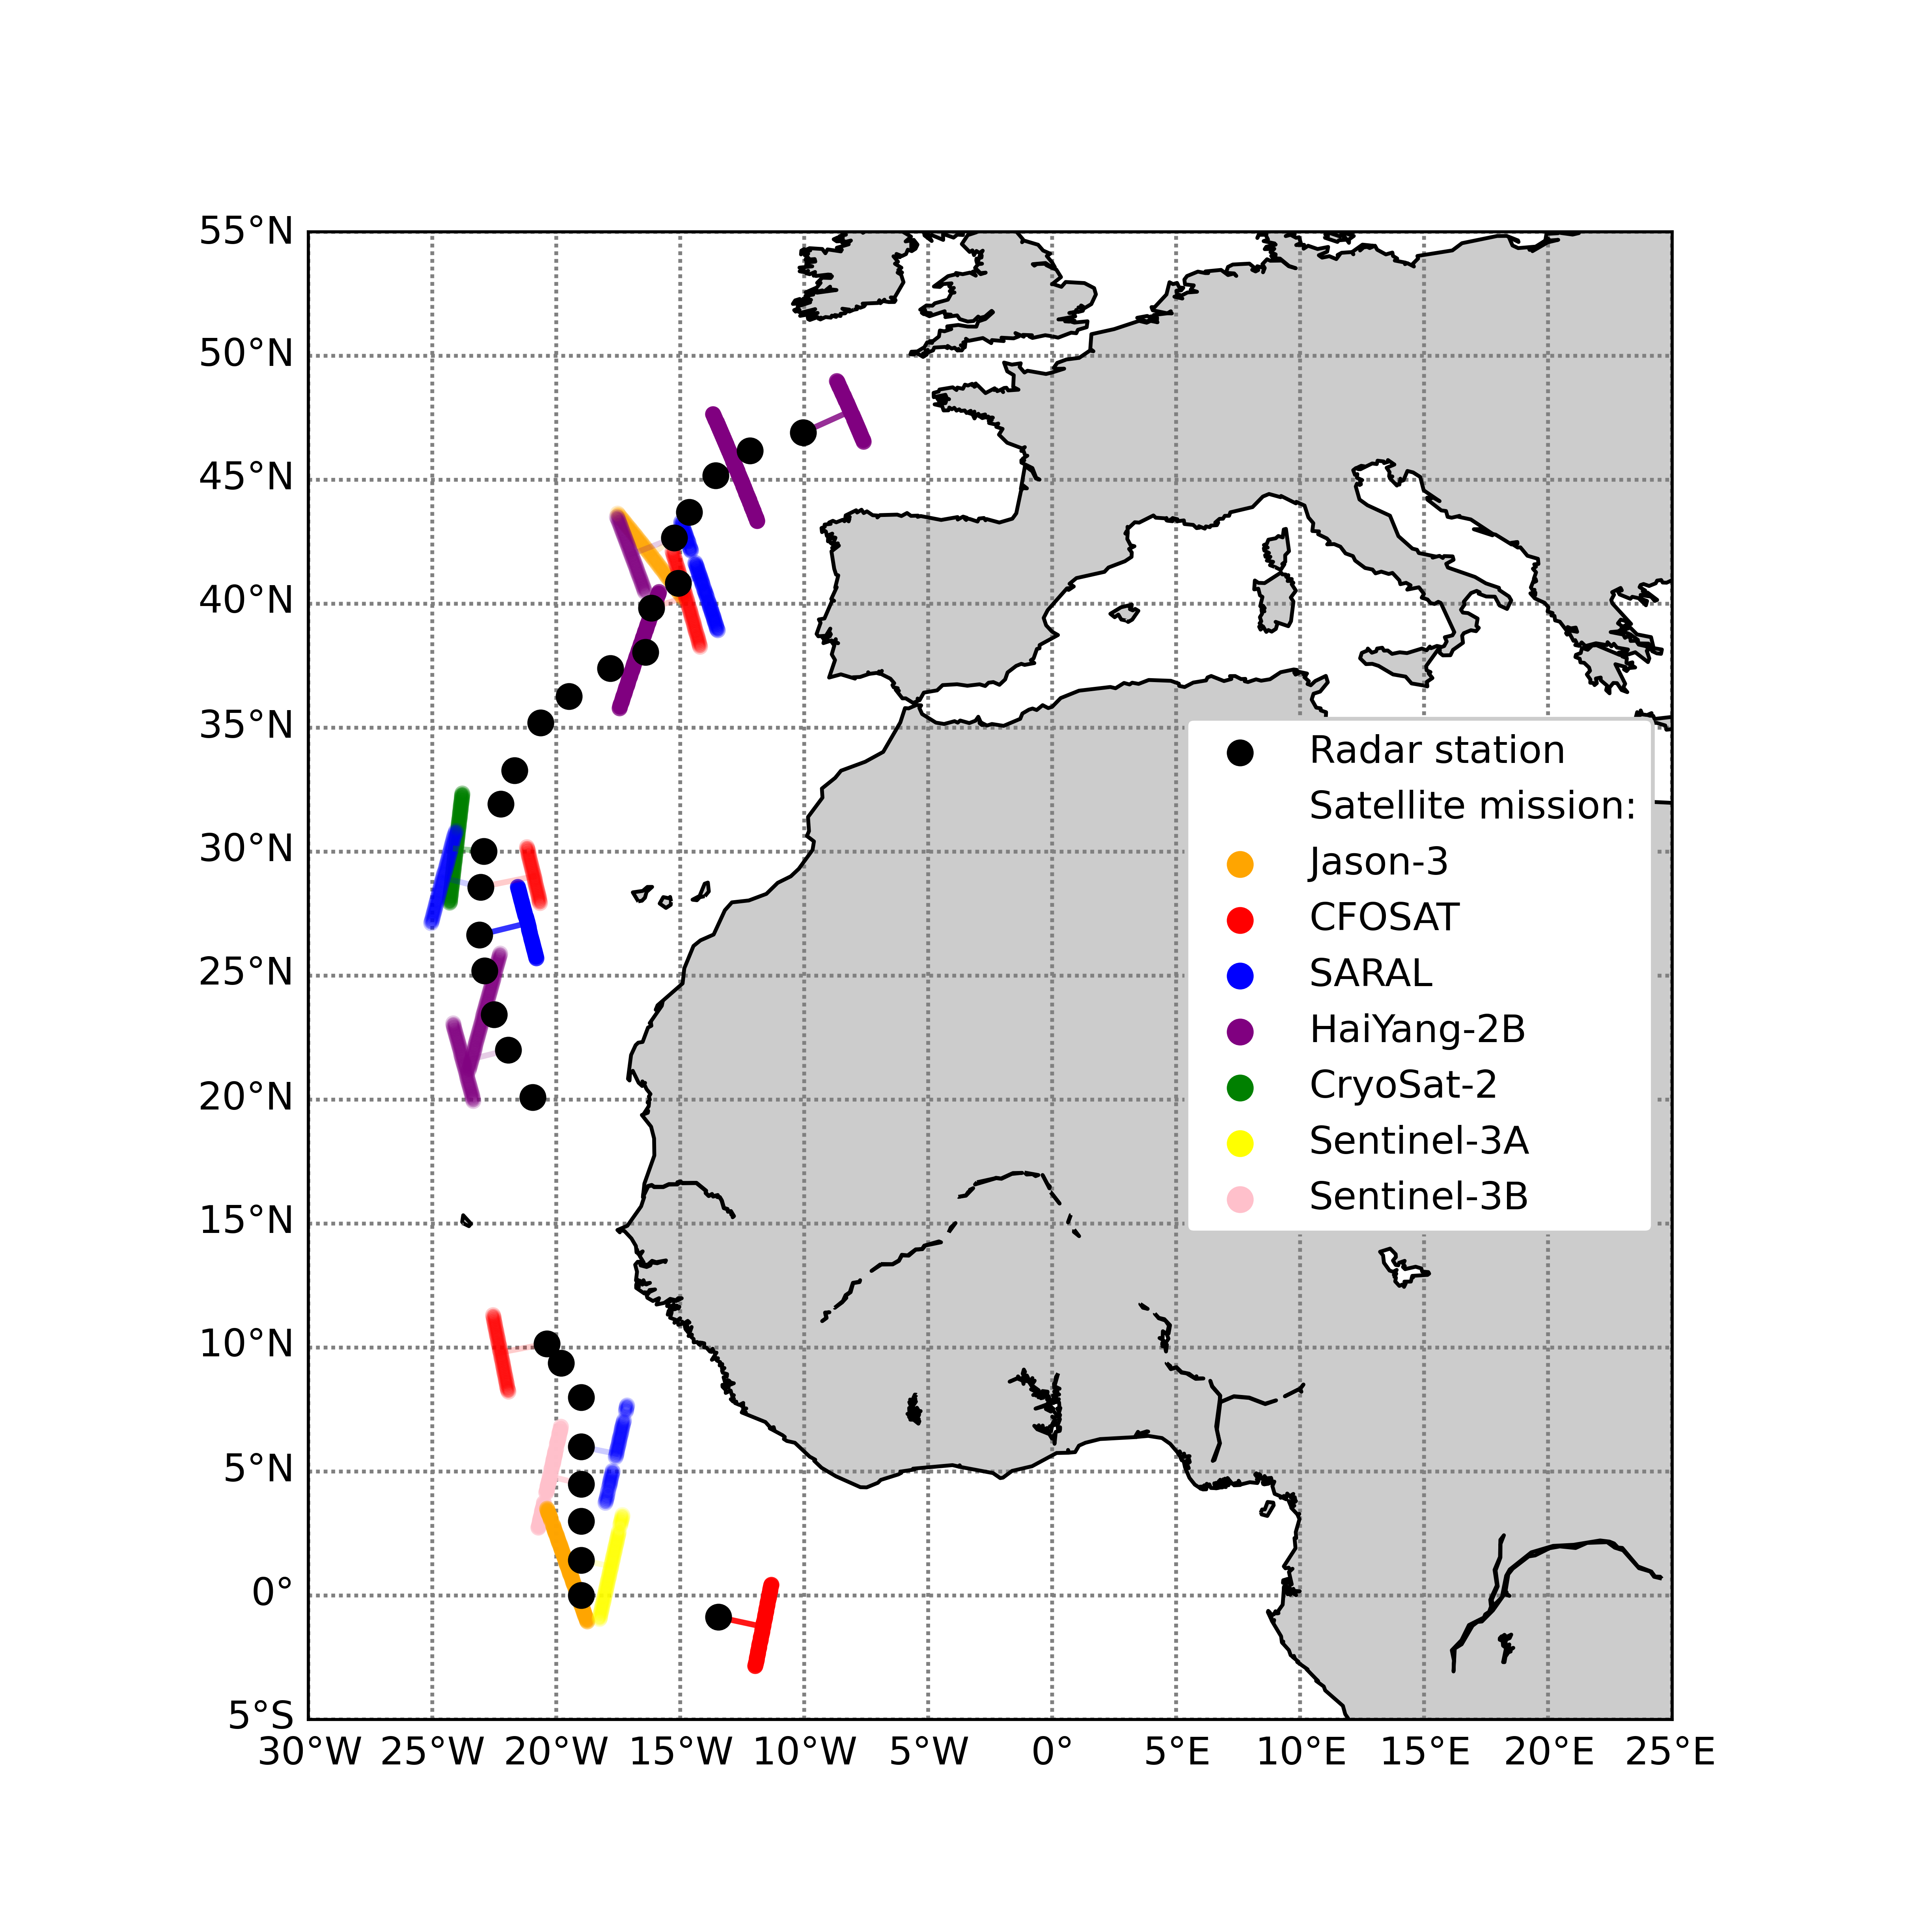 55°N
50°N
45°N
40°N
35°N
30°N
25°N
20°N
15°N
10°N
5°N
0°
5°S
30°W 25°W 20°W 15°W 10°W 5°W 0° 5°E 10°E 15°E 20°E 25°E
Radar station
Satellite mission:
Jason-3
CFOSAT
SARAL
HaiYang-2B
CryoSat-2
Sentinel-3A
Sentinel-3B